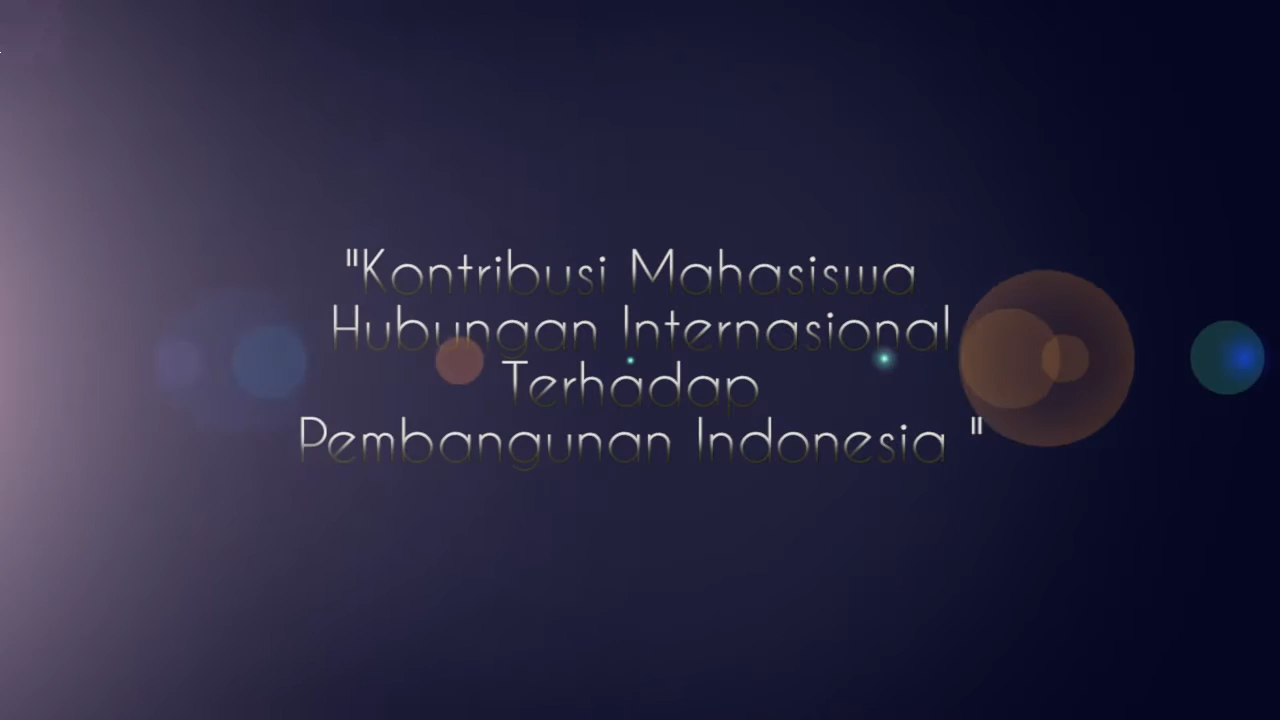 "Kontribusi Mahasiswa
Hubungan Internasional
Terhadap
Pembangunan Indonesia "